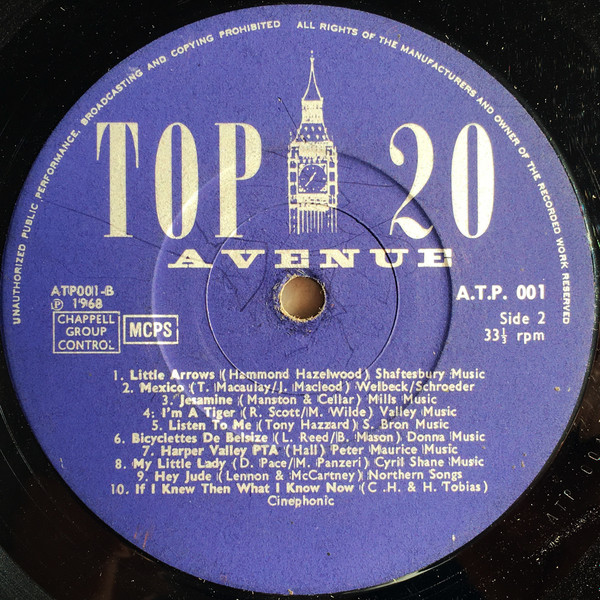 UNAUTHORIZED PUBLIC PERFORMANCE, BROADCASTING AND COPYING PROHIBITED ALL RIGHTS OF THE MANUFACTURERS AND OWNER OF THE RECORDED WORK RESERVED
TOP 20
AVENUE
ATP001-B
Ⓟ 1968
CHAPPELL
GROUP
CONTROL
MCPS
A.T.P. 001
Side 2
33⅓ rpm
1. Little Arrows (Hammond Hazelwood) Shaftesbury Music
2. Mexico (T. Macaulay/J. Macleod) Welbeck/Schroeder
3. Jesamine (Manston & Cellar) Mills Music
4. I'm A Tiger (R. Scott/M. Wilde) Valley Music
5. Listen To Me (Tony Hazzard) S. Bron Music
6. Bicyclettes De Belsize (L. Reed/B. Mason) Donna Music
7. Harper Valley PTA (Hall) Peter Maurice Music
8. My Little Lady (D. Pace/M. Panzeri) Cyril Shane Music
9. Hey Jude (Lennon & McCartney) Northern Songs
10. If I Knew Then What I Know Now (C .H. & H. Tobias)
Cinephonic